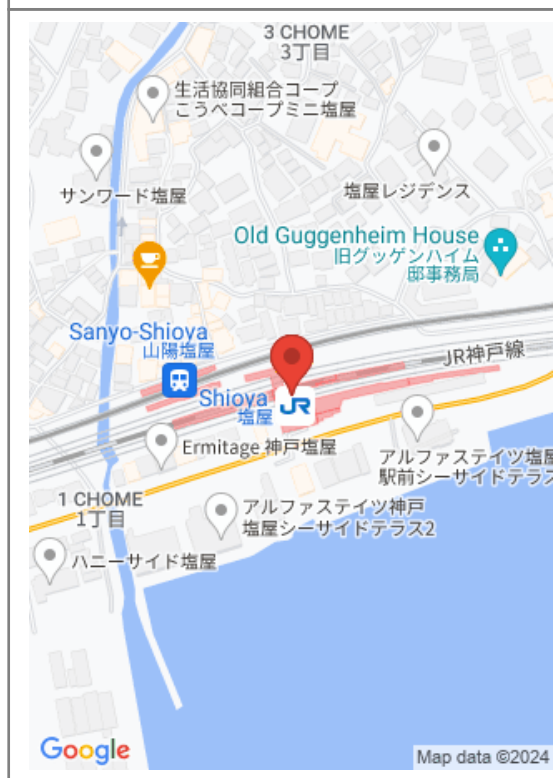 3 CHOME
3丁目
生活協同組合コープ
こうべコープミニ塩屋
サンワード塩屋
塩屋レジデンス
Old Guggenheim House
旧グッゲンハイム
邸事務局
Sanyo-Shioya
山陽塩屋
JR神戸線
Shioya
塩屋
JR
Ermitage 神戸塩屋
アルファステイツ塩屋
駅前シーサイドテラス
1 CHOME
1丁目
アルファステイツ神戸
塩屋シーサイドテラス2
ハニーサイド塩屋
Google
Map data ©2024